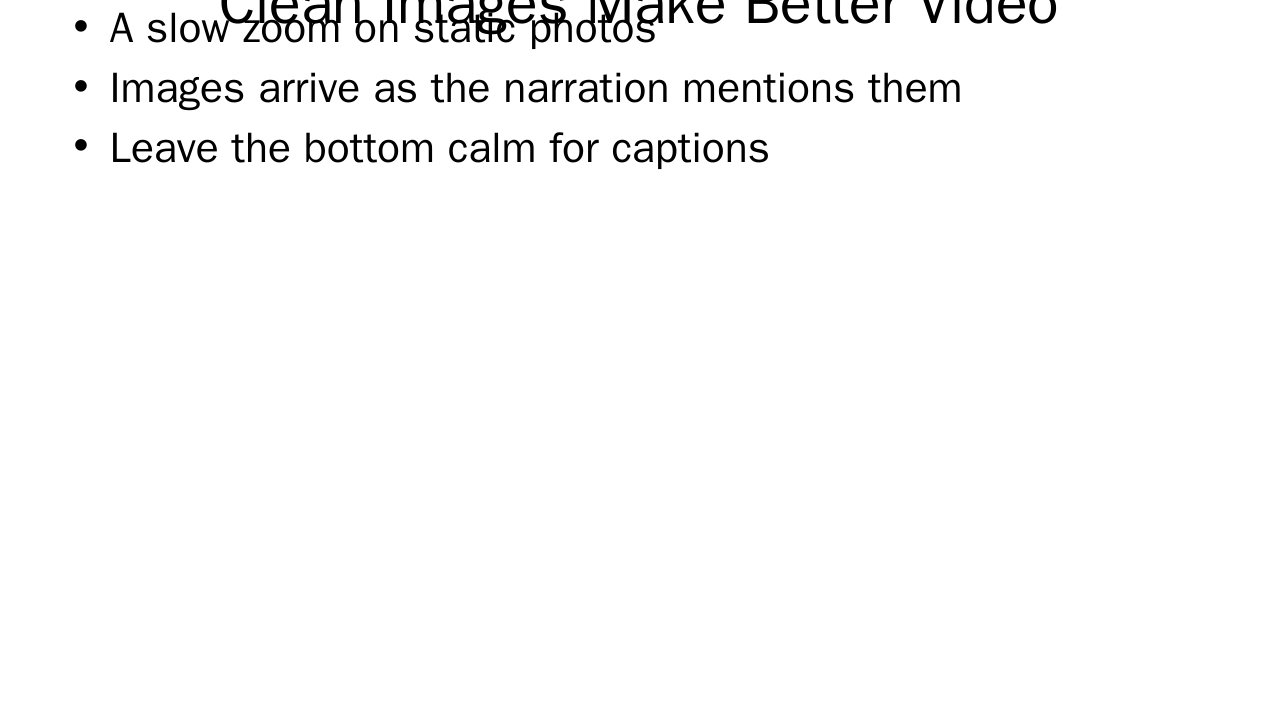 Clean Images Make Better Video
• A slow zoom on static photos
• Images arrive as the narration mentions them
• Leave the bottom calm for captions